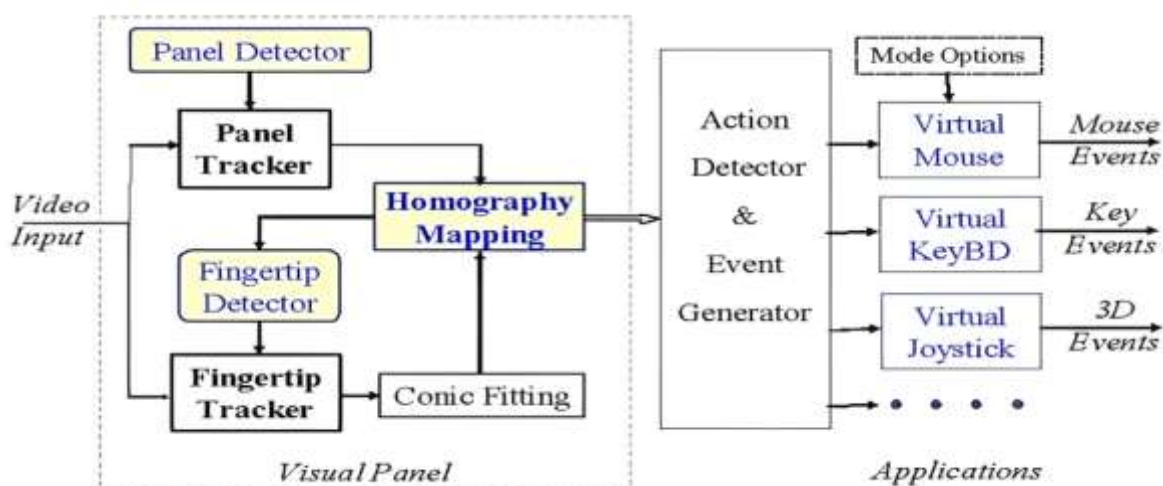 Panel Detector
Panel
Tracker
Video
Input
Homography
Mapping
Fingertip
Detector
Fingertip
Tracker
Conic Fitting
Visual Panel
Action
Detector
&
Event
Generator
Mode Options
Virtual
Mouse
Mouse
Events
Virtual
KeyBD
Key
Events
Virtual
Joystick
3D
Events
Applications